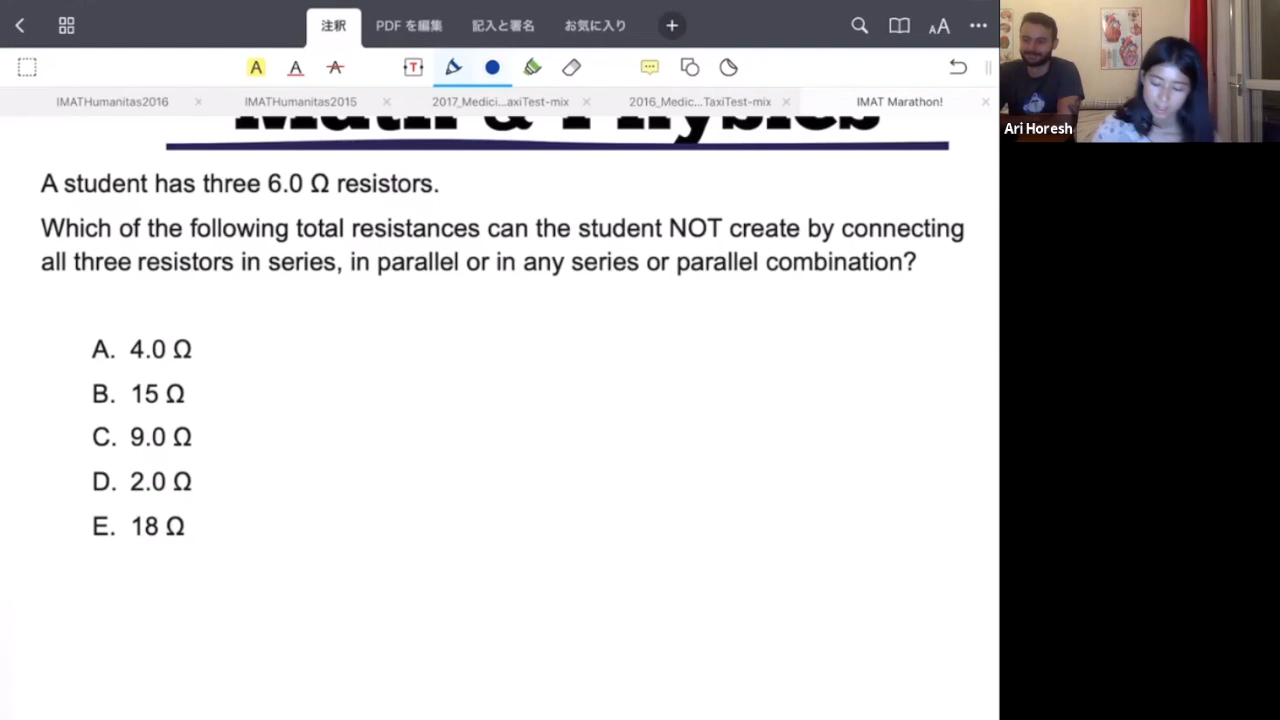 注釈 PDF を編集 記入と署名 お気に入り
AA
A A A T
IMATHumanitas2016 IMATHumanitas2015 2017_Medici...axiTest-mix 2016_Medic...TaxiTest-mix IMAT Marathon!
Math & Physics
A student has three 6.0 Ω resistors.
Which of the following total resistances can the student NOT create by connecting
all three resistors in series, in parallel or in any series or parallel combination?
A. 4.0 Ω
B. 15 Ω
C. 9.0 Ω
D. 2.0 Ω
E. 18 Ω
Ari Horesh